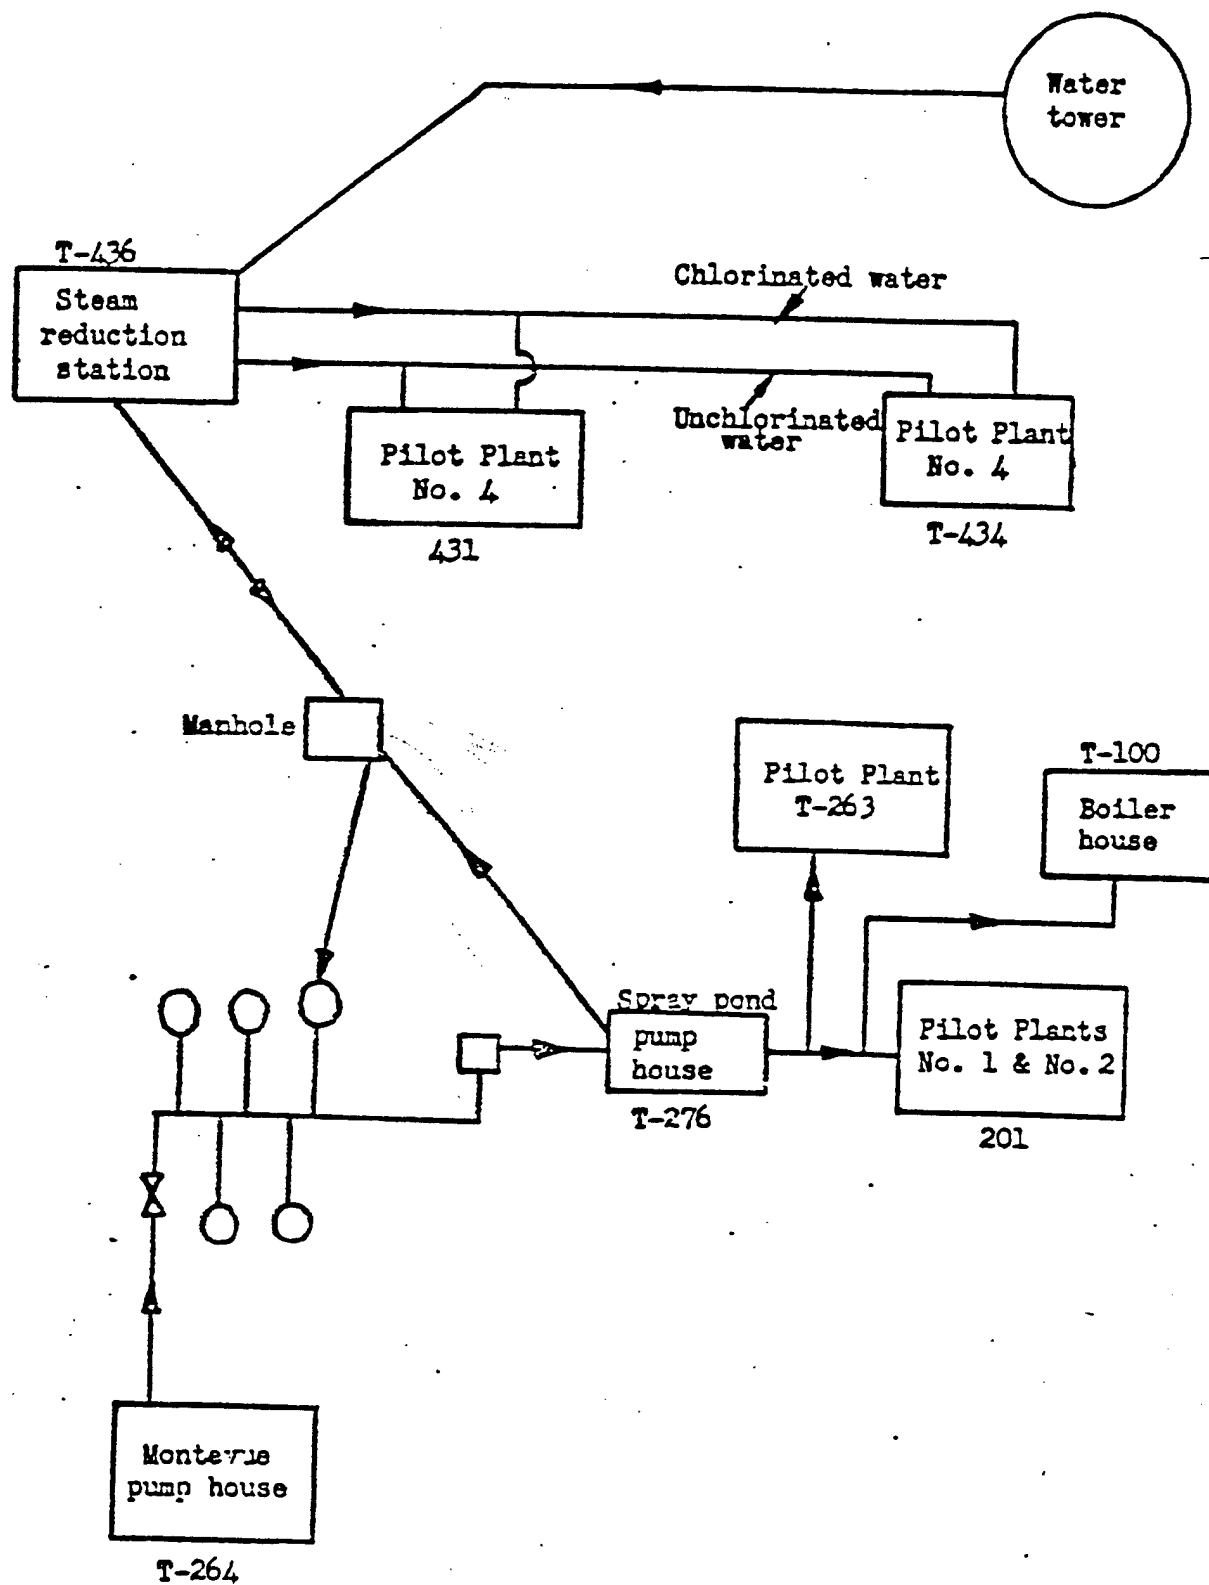 Water
tower
T-436
Steam
reduction
station
Chlorinated water
Unchlorinated
water
Pilot Plant
No. 4
431
Pilot Plant
No. 4
T-434
Manhole
Pilot Plant
T-263
T-100
Boiler
house
Spray pond
pump
house
T-276
Pilot Plants
No. 1 & No. 2
201
Montevue
pump house
T-264